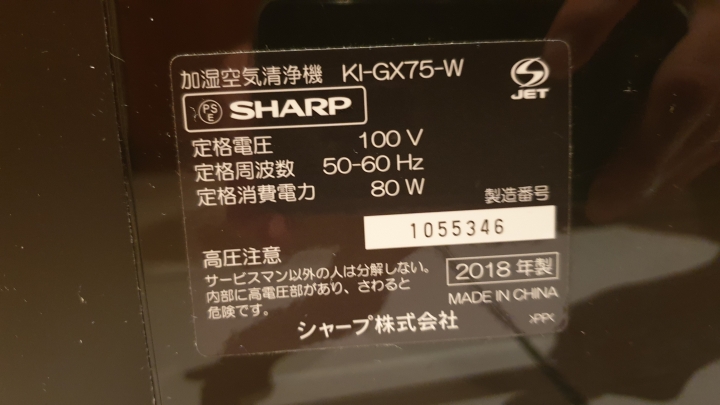 加湿空気清浄機 KI-GX75-W
JET
PSE SHARP
定格電圧 100 V
定格周波数 50-60 Hz
定格消費電力 80 W
製造番号
1055346
高圧注意
サービスマン以外の人は分解しない。
内部に高電圧部があり、さわると
危険です。
2018 年製
MADE IN CHINA
シャープ株式会社
>PP<